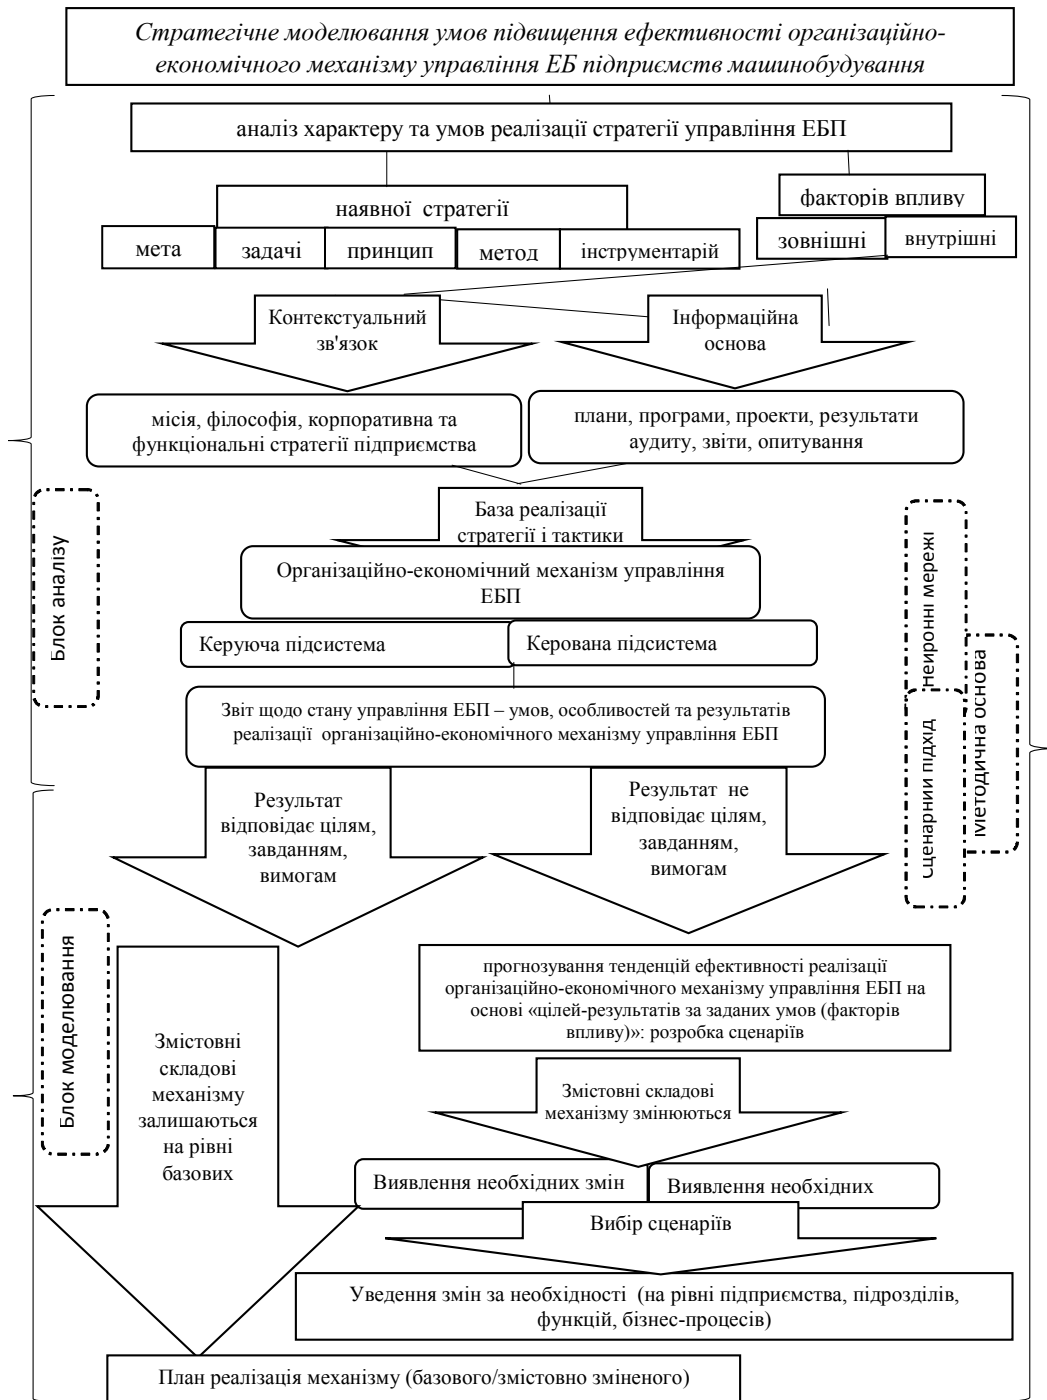 Стратегічне моделювання умов підвищення ефективності організаційно-
економічного механізму управління ЕБ підприємств машинобудування
аналіз характеру та умов реалізації стратегії управління ЕБП
наявної стратегії
факторів впливу
мета
задачі
принцип
метод
інструментарій
зовнішні
внутрішні
Контекстуальний
зв'язок
Інформаційна
основа
місія, філософія, корпоративна та
функціональні стратегії підприємства
плани, програми, проекти, результати
аудиту, звіти, опитування
База реалізації
стратегії і тактики
Організаційно-економічний механізм управління
ЕБП
Керуюча підсистема
Керована підсистема
Звіт щодо стану управління ЕБП – умов, особливостей та результатів
реалізації організаційно-економічного механізму управління ЕБП
Блок аналізу
нейронні мережі
Сценарний підхід
Методична основа
Результат
відповідає цілям,
завданням,
вимогам
Результат не
відповідає цілям,
завданням,
вимогам
Блок моделювання
Змістовні
складові
механізму
залишаються
на рівні
базових
прогнозування тенденцій ефективності реалізації
організаційно-економічного механізму управління ЕБП на
основі «цілей-результатів за заданих умов (факторів
впливу)»: розробка сценаріїв
Змістовні складові
механізму змінюються
Виявлення необхідних змін
Виявлення необхідних
Вибір сценаріїв
Уведення змін за необхідності (на рівні підприємства, підрозділів,
функцій, бізнес-процесів)
План реалізація механізму (базового/змістовно зміненого)